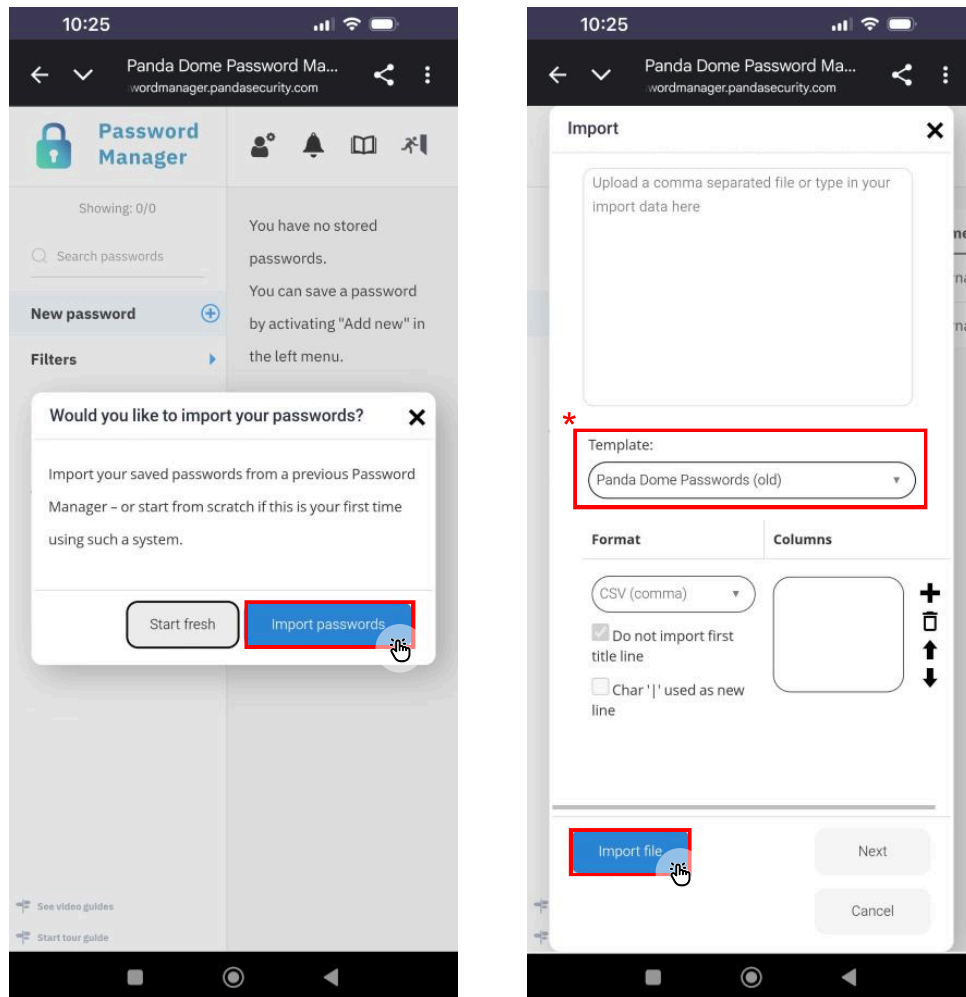 10:25
Panda Dome Password Ma...
wordmanager.pandasecurity.com
Password
Manager
Showing: 0/0
Search passwords
New password
Filters
You have no stored
passwords.
You can save a password
by activating "Add new" in
the left menu.
Would you like to import your passwords?
Import your saved passwords from a previous Password
Manager – or start from scratch if this is your first time
using such a system.
Start fresh
Import passwords
See video guides
Start tour guide
10:25
Panda Dome Password Ma...
wordmanager.pandasecurity.com
Import
Upload a comma separated file or type in your
import data here
*
Template:
Panda Dome Passwords (old)
Format
Columns
CSV (comma)
Do not import first
title line
Char '|' used as new
line
Import file
Next
Cancel